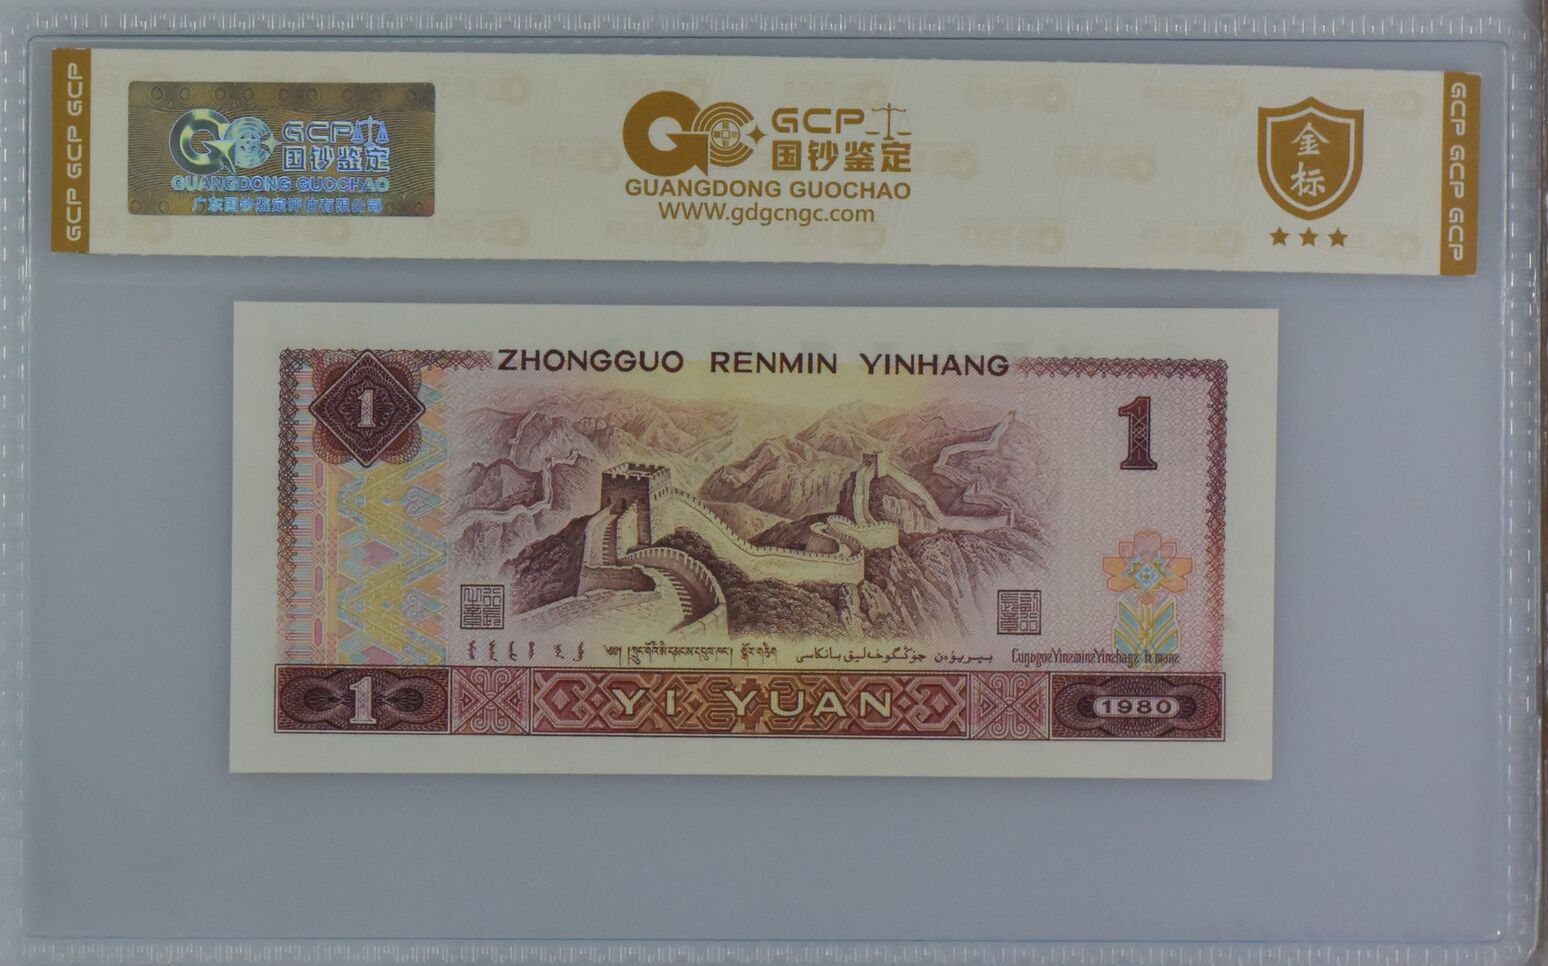 GCP GCP GCP
GCP
国钞鉴定
GUANGDONG GUOCHAO
广东国钞鉴定评估有限公司
GCP
国钞鉴定
GUANGDONG GUOCHAO
WWW.gdgcngc.com
金标
GCP GCP GCP
ZHONGGUO RENMIN YINHANG
1
1
YI YUAN
1
1980